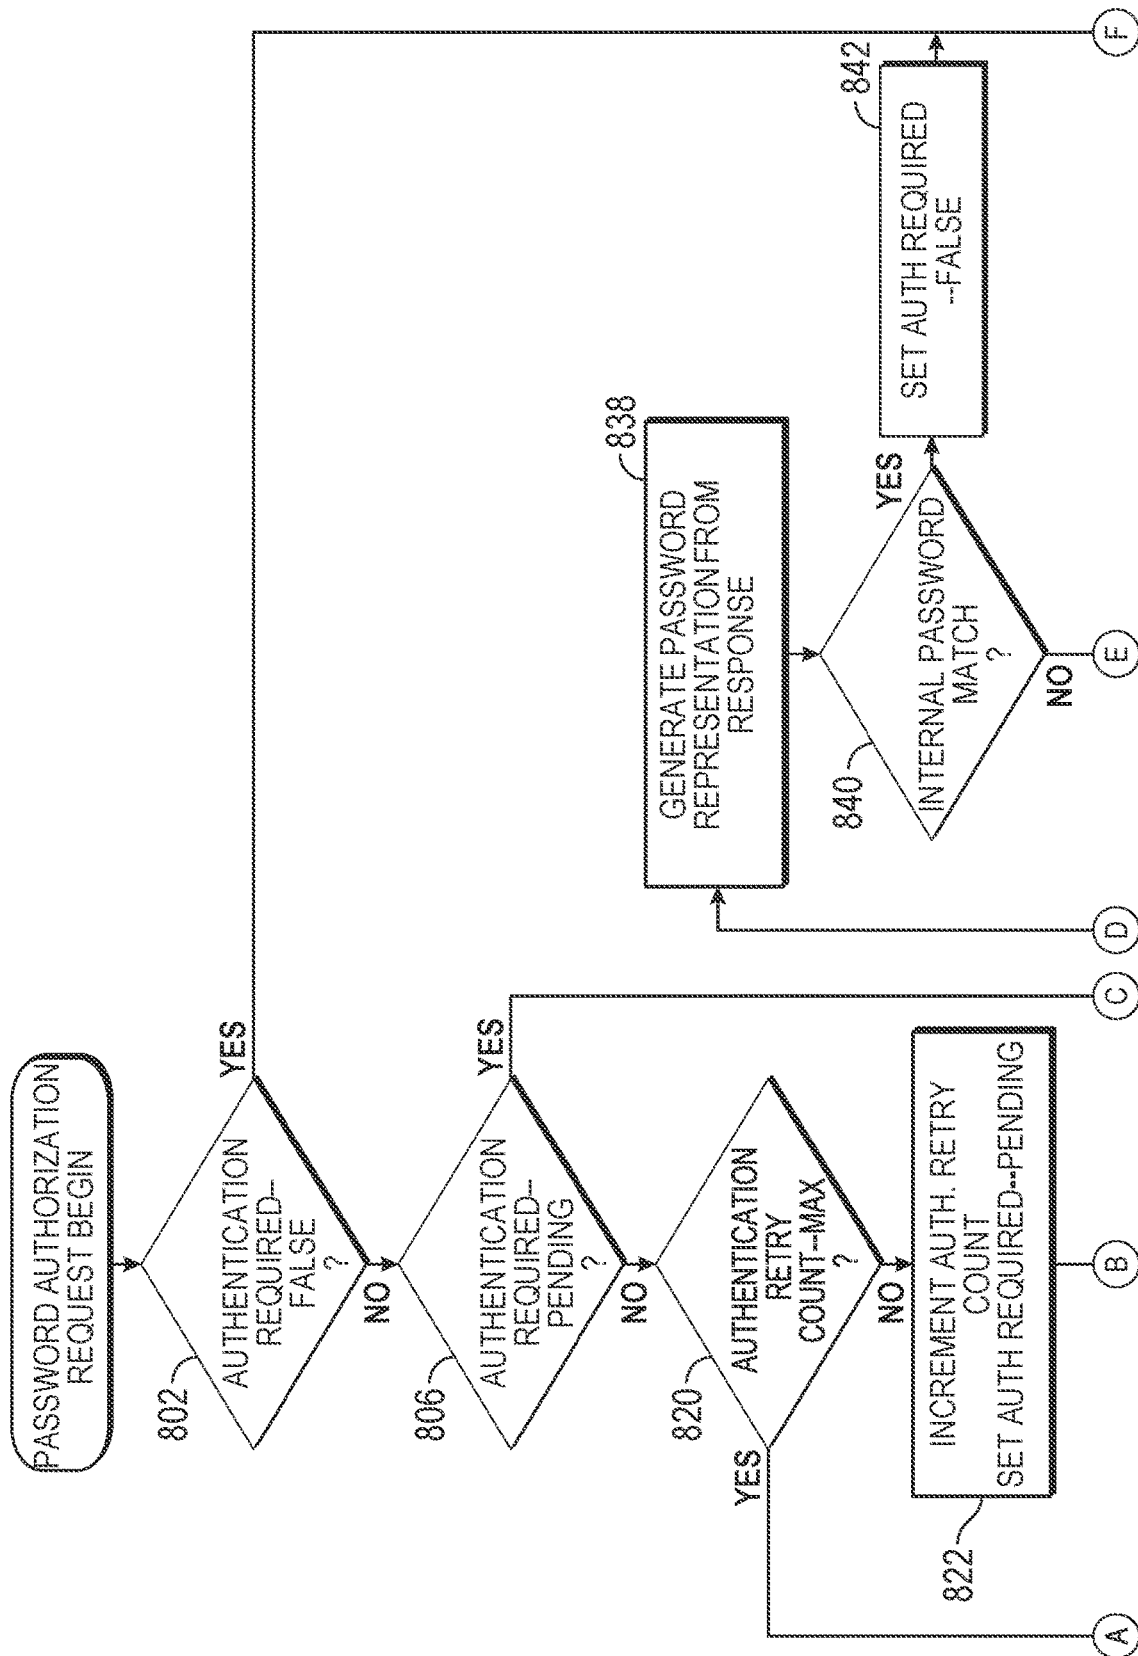 PASSWORD AUTHORIZATION
REQUEST BEGIN
802
AUTHENTICATION
REQUIRED–
FALSE
?
YES
NO
806
AUTHENTICATION
REQUIRED–
PENDING
?
YES
NO
820
AUTHENTICATION
RETRY
COUNT–MAX
?
YES
NO
822
INCREMENT AUTH. RETRY
COUNT
SET AUTH REQUIRED--PENDING
838
GENERATE PASSWORD
REPRESENTATION FROM
RESPONSE
840
INTERNAL PASSWORD
MATCH
?
YES
NO
842
SET AUTH REQUIRED
--FALSE
A
B
C
D
E
F